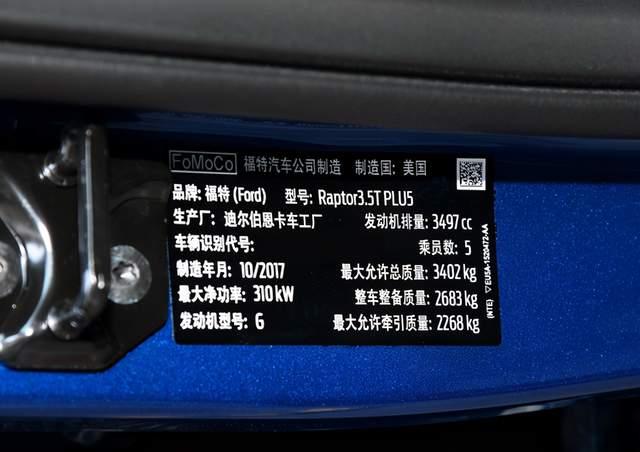 FoMoCo 福特汽车公司制造 制造国: 美国
品牌: 福特 (Ford) 型号: Raptor3.5T PLU5
生产厂: 迪尔伯恩卡车工厂 发动机排量: 3497 cc
车辆识别代号: 乘员数: 5
制造年月: 10/2017 最大允许总质量: 3402 kg
最大净功率: 310 kW 整车整备质量: 2683 kg
发动机型号: G 最大允许牵引质量: 2268 kg
(NTE) ▽EU5A-1520472-AA